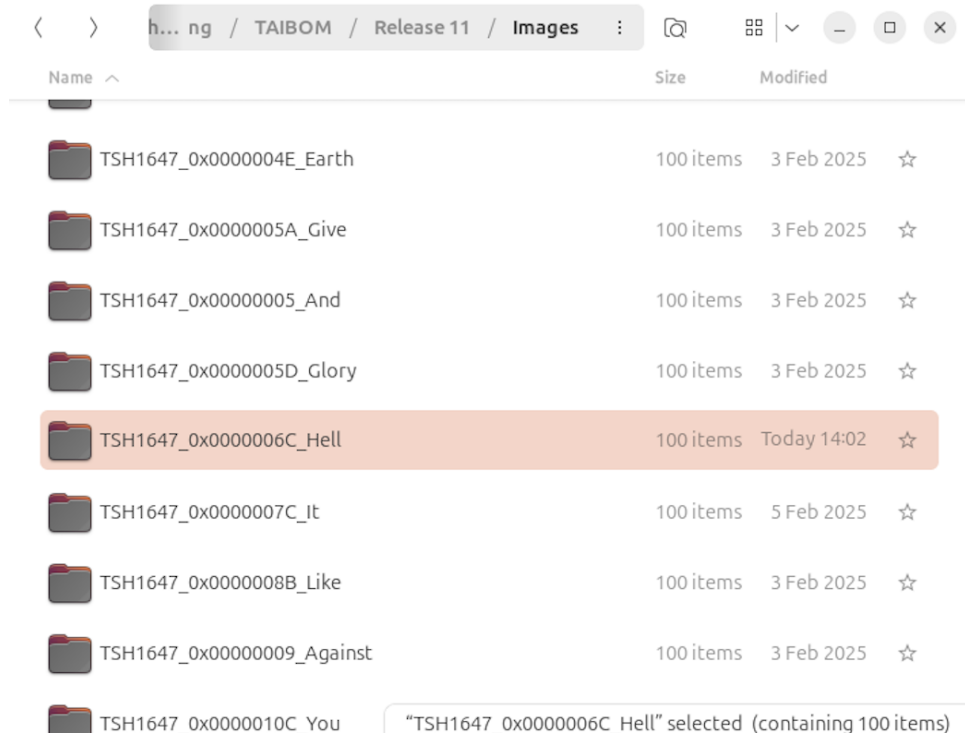 h... ng / TAIBOM / Release 11 / Images
Name Size Modified
TSH1647_0x0000004E_Earth 100 items 3 Feb 2025
TSH1647_0x0000005A_Give 100 items 3 Feb 2025
TSH1647_0x00000005_And 100 items 3 Feb 2025
TSH1647_0x0000005D_Glory 100 items 3 Feb 2025
TSH1647_0x0000006C_Hell 100 items Today 14:02
TSH1647_0x0000007C_It 100 items 5 Feb 2025
TSH1647_0x0000008B_Like 100 items 3 Feb 2025
TSH1647_0x00000009_Against 100 items 3 Feb 2025
TSH1647_0x0000010C_You
“TSH1647_0x0000006C_Hell” selected (containing 100 items)